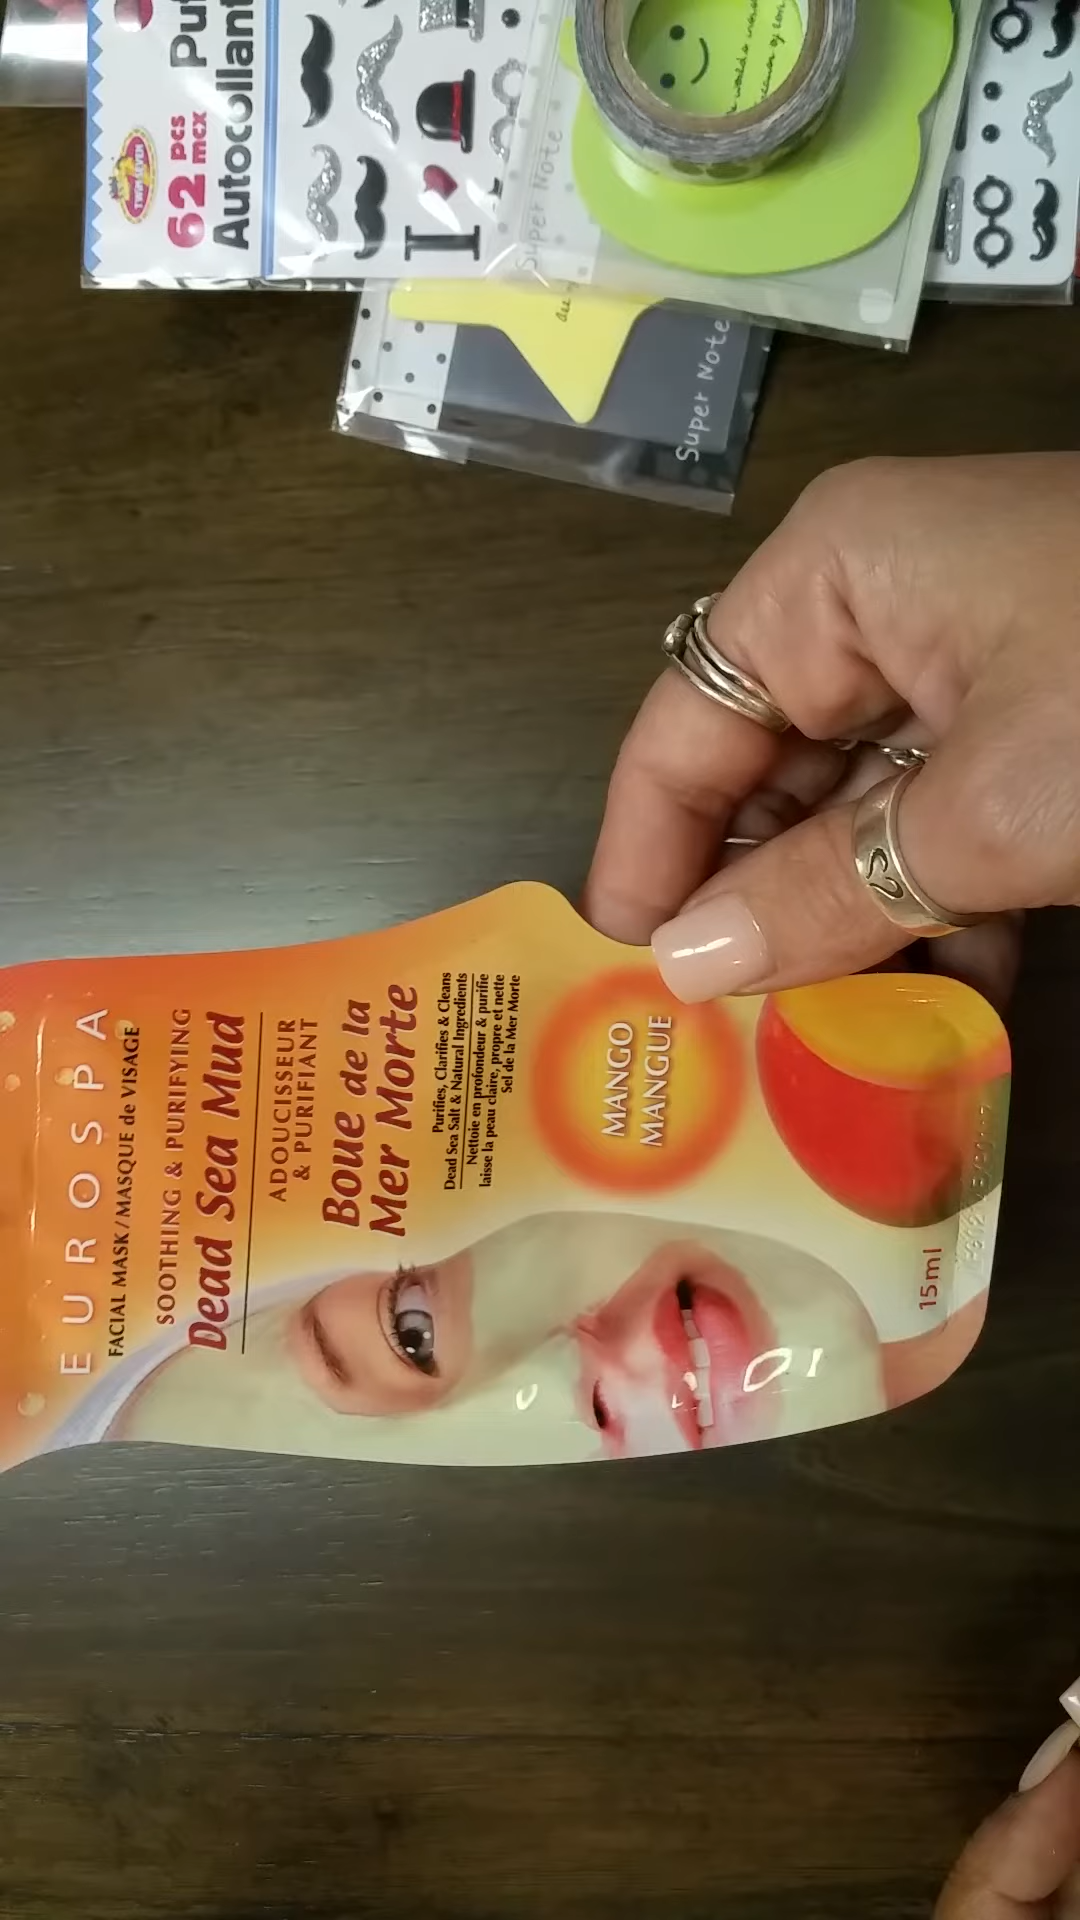 EUROSPA
FACIAL MASK / MASQUE de VISAGE
SOOTHING & PURIFYING
Dead Sea Mud
ADOUCISSEUR
& PURIFIANT
Boue de la
Mer Morte
Purifies, Clarifies & Cleans
Dead Sea Salt & Natural Ingredients
Nettoie en profondeur & purifie
laisse la peau claire, propre et nette
Sel de la Mer Morte
MANGO
MANGUE
15ml
62 pcs
mcx
Autocollant
I
Super Note
Super Note